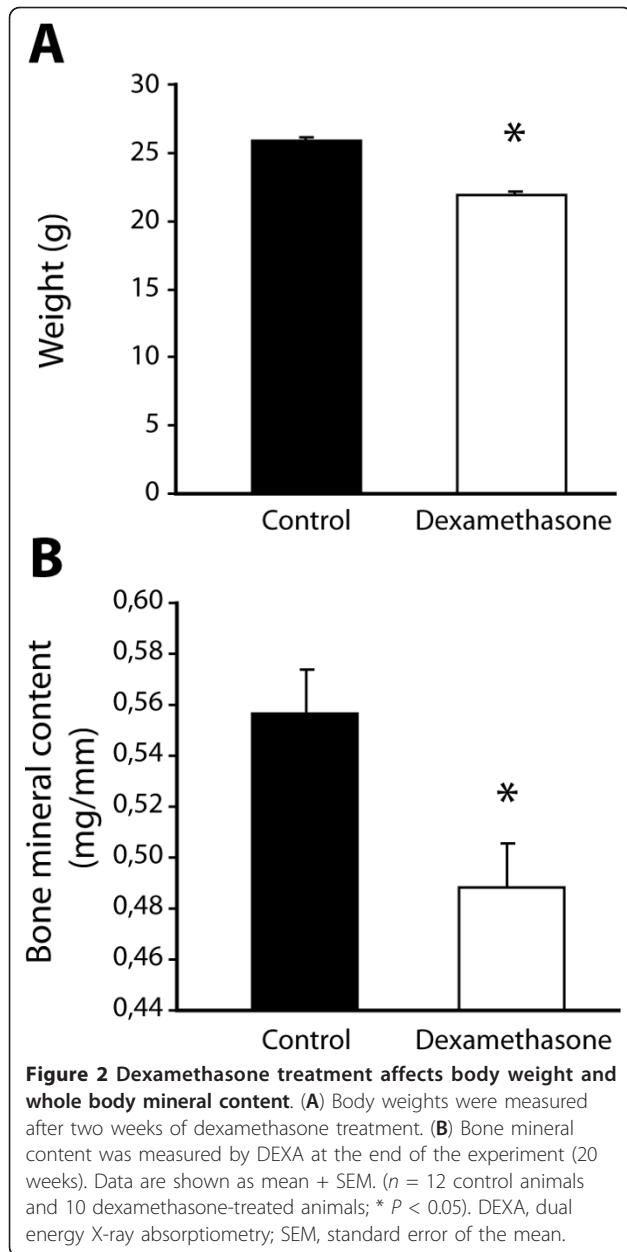 A
Weight (g)
30
25
20
15
10
5
0
*
Control Dexamethasone
B
Bone mineral content
(mg/mm)
0,60
0,58
0,56
0,54
0,52
0,50
0,48
0,46
0,44
*
Control Dexamethasone
Figure 2 Dexamethasone treatment affects body weight and
whole body mineral content. (A) Body weights were measured
after two weeks of dexamethasone treatment. (B) Bone mineral
content was measured by DEXA at the end of the experiment (20
weeks). Data are shown as mean + SEM. (n = 12 control animals
and 10 dexamethasone-treated animals; * P < 0.05). DEXA, dual
energy X-ray absorptiometry; SEM, standard error of the mean.